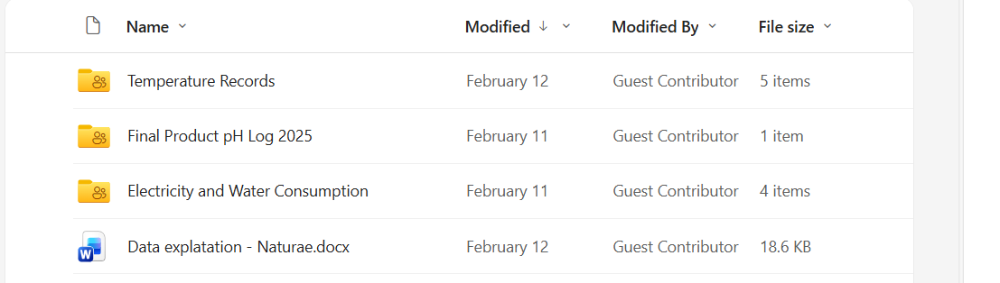 Name Modified Modified By File size
Temperature Records February 12 Guest Contributor 5 items
Final Product pH Log 2025 February 11 Guest Contributor 1 item
Electricity and Water Consumption February 11 Guest Contributor 4 items
W Data explatation - Naturae.docx February 12 Guest Contributor 18.6 KB